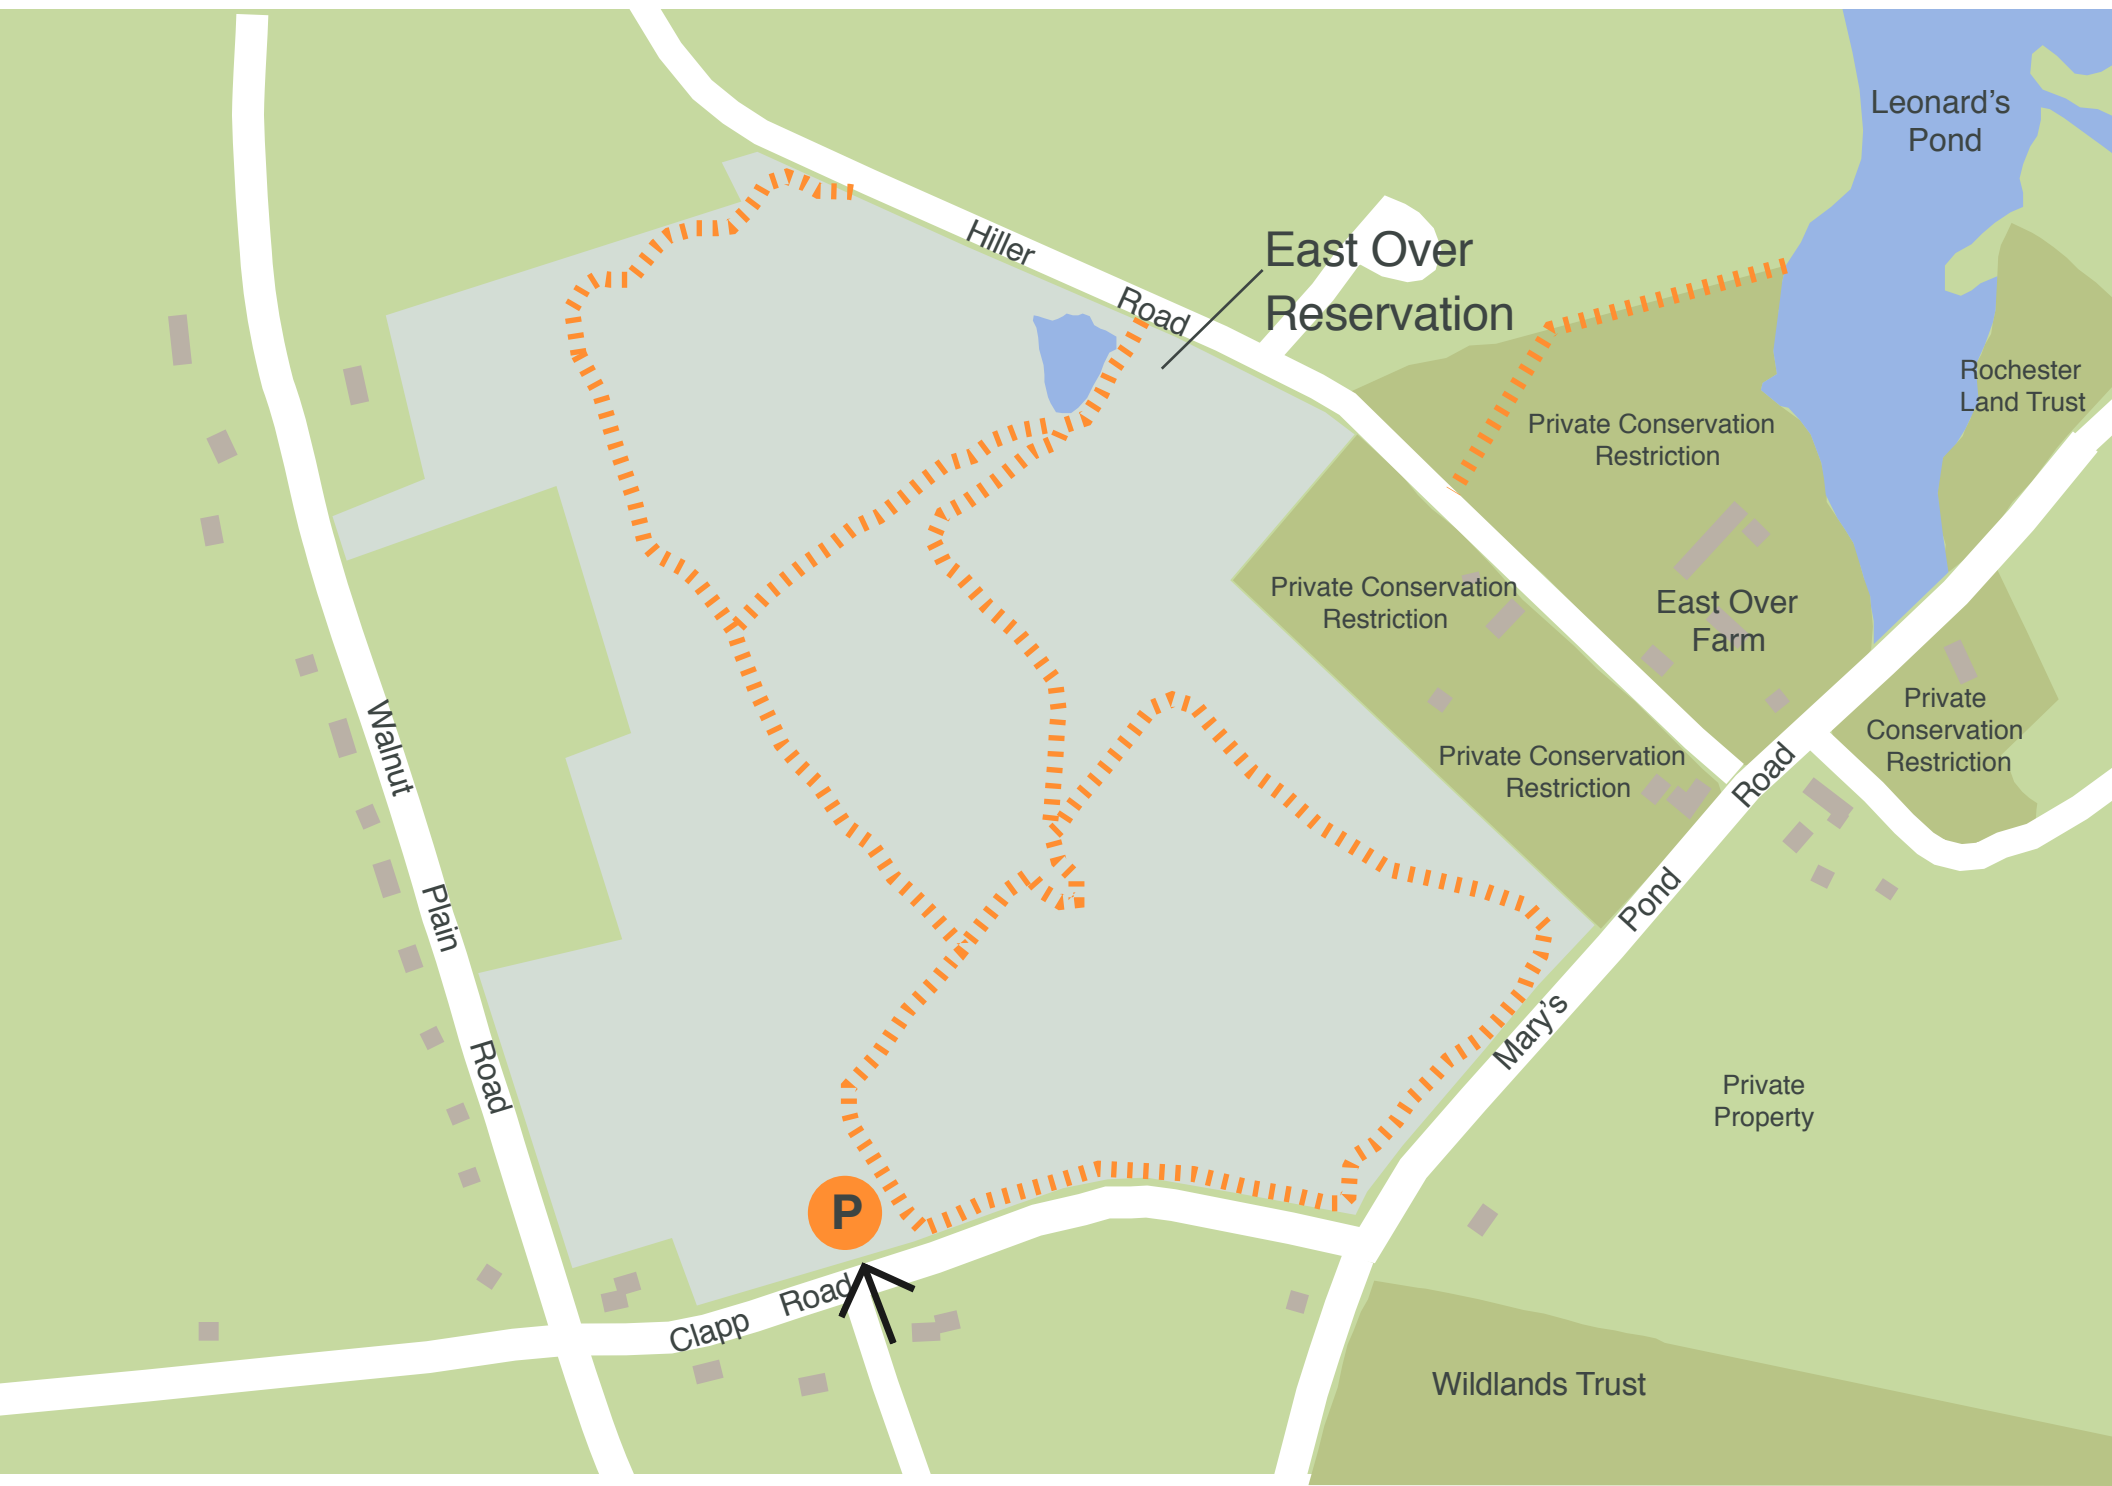 Leonard's
Pond
Hiller
Road
East Over
Reservation
Rochester
Land Trust
Private Conservation
Restriction
Private Conservation
Restriction
East Over
Farm
Private
Conservation
Restriction
Private Conservation
Restriction
Walnut
Plain
Road
Mary's
Pond
Road
Private
Property
P
Clapp
Road
Wildlands Trust